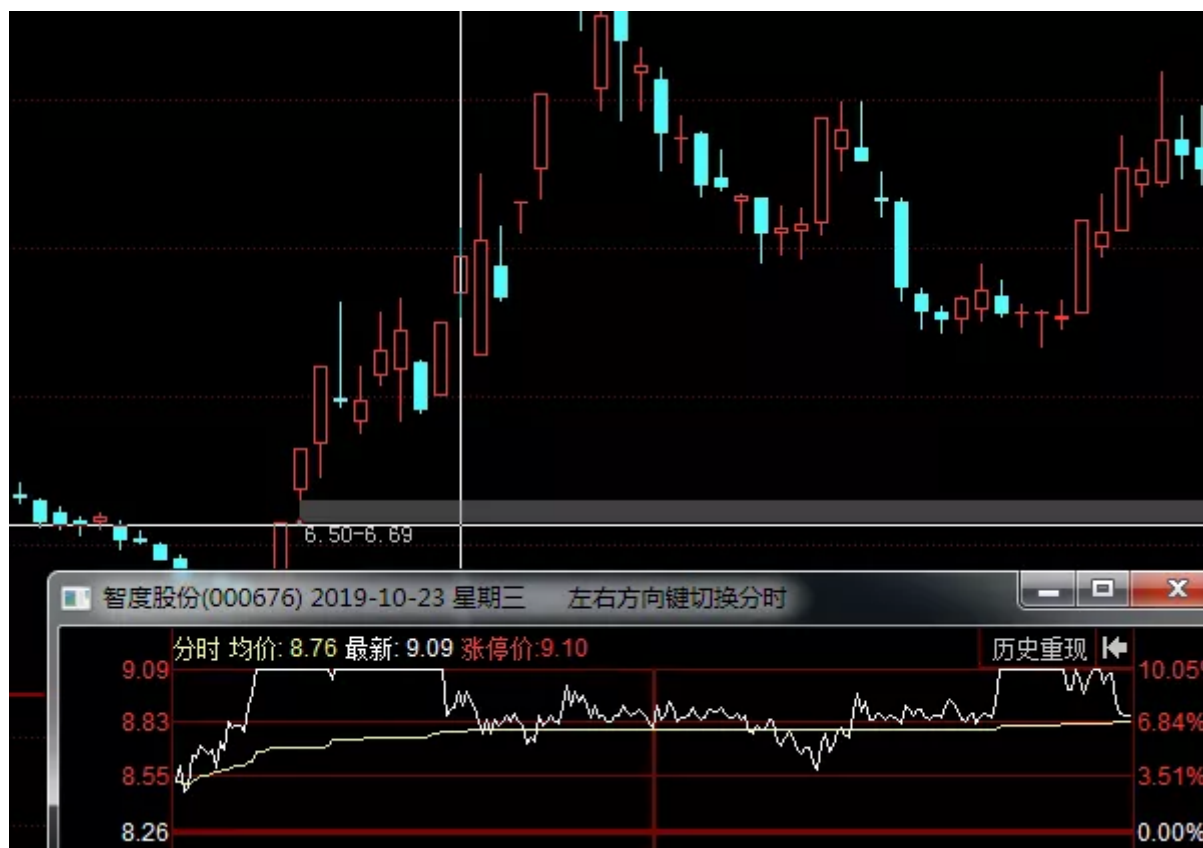 6.50-6.69
智度股份(000676) 2019-10-23 星期三 左右方向键切换分时
分时 均价: 8.76 最新: 9.09 涨停价:9.10 历史重现
9.09 10.05%
8.83 6.84%
8.55 3.51%
8.26 0.00%